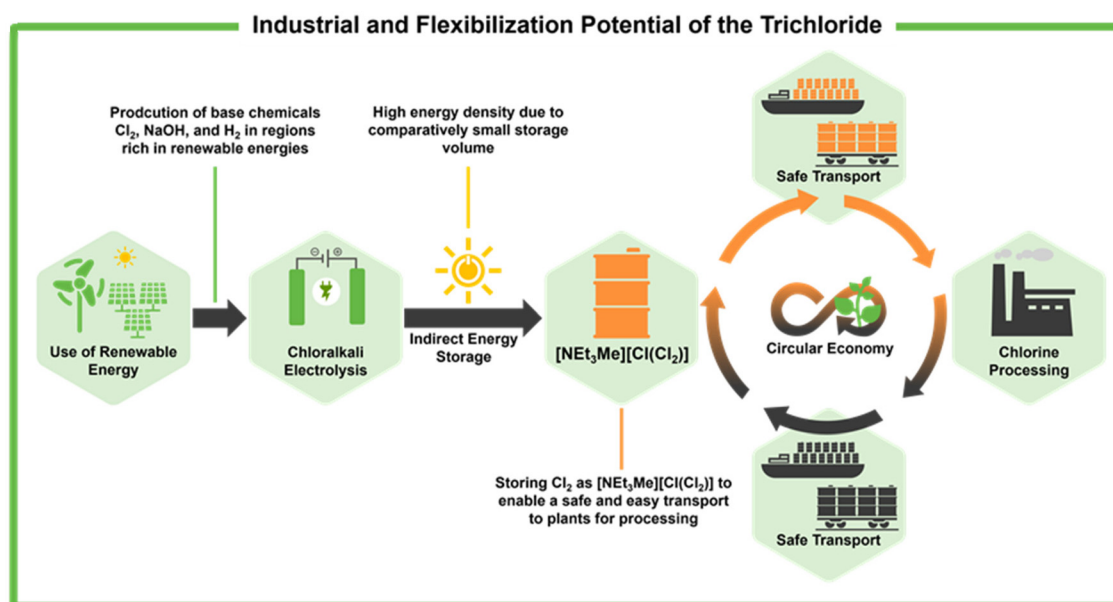 Industrial and Flexibilization Potential of the Trichloride
Prodcution of base chemicals
Cl₂, NaOH, and H₂ in regions
rich in renewable energies
High energy density due to
comparatively small storage
volume
Safe Transport
Use of Renewable
Energy
Chloralkali
Electrolysis
Indirect Energy
Storage
[NEt₃Me][Cl(Cl₂)]
Circular Economy
Chlorine
Processing
Storing Cl₂ as [NEt₃Me][Cl(Cl₂)] to
enable a safe and easy transport
to plants for processing
Safe Transport